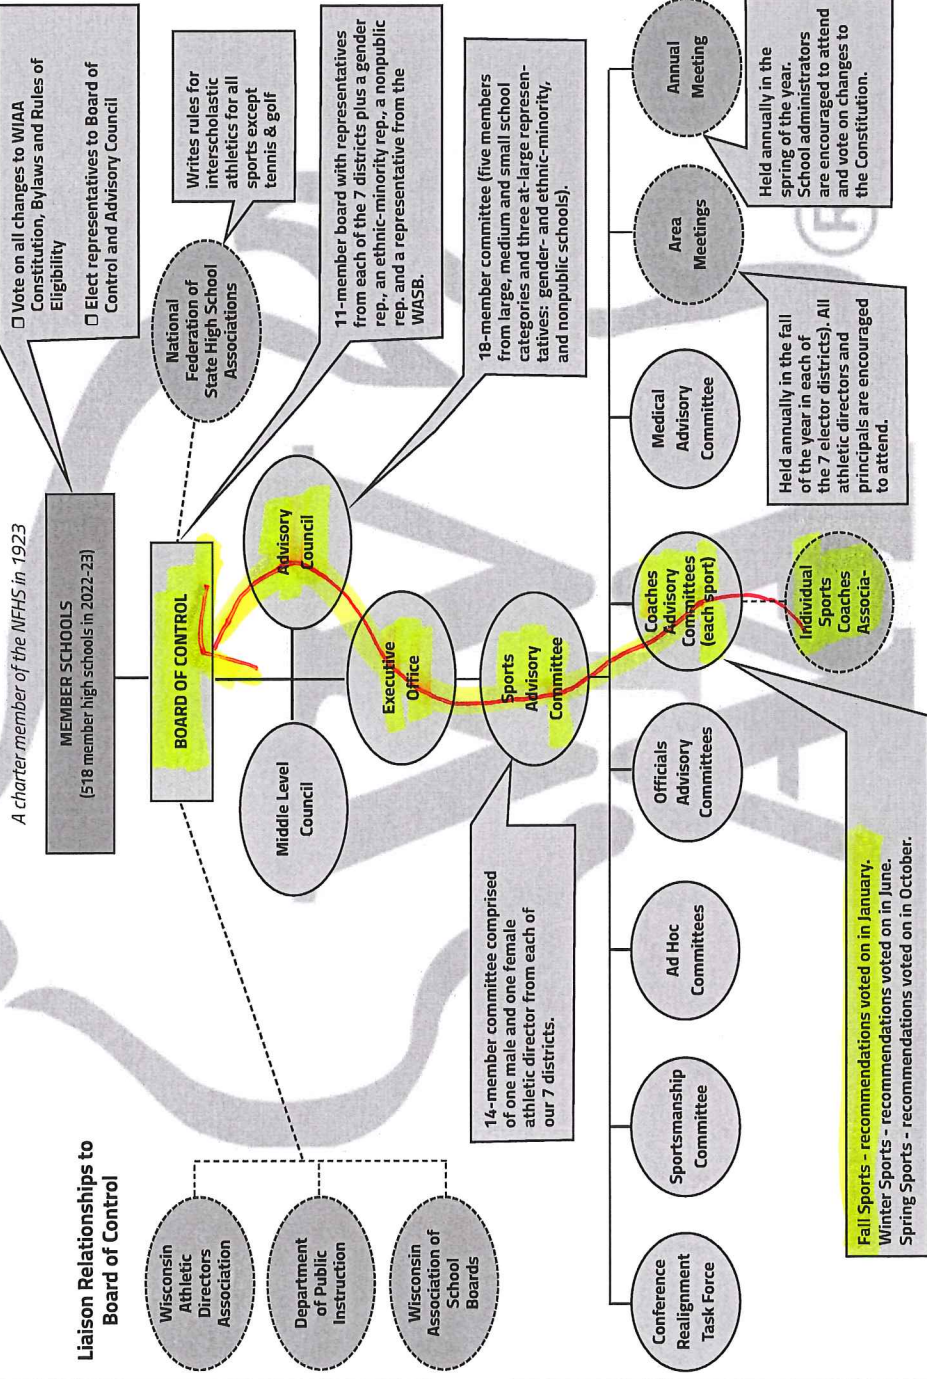 A charter member of the NFHS in 1923
MEMBER SCHOOLS
(518 member high schools in 2022-23)
☐ Vote on all changes to WIAA
Constitution, Bylaws and Rules of
Eligibility
☐ Elect representatives to Board of
Control and Advisory Council
Liaison Relationships to
Board of Control
BOARD OF CONTROL
National
Federation of
State High School
Associations
Writes rules for
interscholastic
athletics for all
sports except
tennis & golf
Wisconsin
Athletic
Directors
Association
Department
of Public
Instruction
Wisconsin
Association of
School
Boards
Middle Level
Council
Advisory
Council
11-member board with representatives
from each of the 7 districts plus a gender
rep., an ethnic-minority rep., a nonpublic
rep. and a representative from the
WASB.
Executive
Office
18-member committee (five members
from large, medium and small school
categories and three at-large represen-
tatives: gender- and ethnic-minority,
and nonpublic schools).
14-member committee comprised
of one male and one female
athletic director from each of
our 7 districts.
Sports
Advisory
Committee
Conference
Realignment
Task Force
Sportsmanship
Committee
Ad Hoc
Committees
Officials
Advisory
Committees
Coaches
Advisory
Committees
(each sport)
Medical
Advisory
Committee
Area
Meetings
Annual
Meeting
Individual
Sports
Coaches
Associa-
Held annually in the fall
of the year in each of
the 7 elector districts). All
athletic directors and
principals are encouraged
to attend.
Held annually in the
spring of the year.
School administrators
are encouraged to attend
and vote on changes to
the Constitution.
Fall Sports - recommendations voted on in January.
Winter Sports - recommendations voted on in June.
Spring Sports - recommendations voted on in October.
®